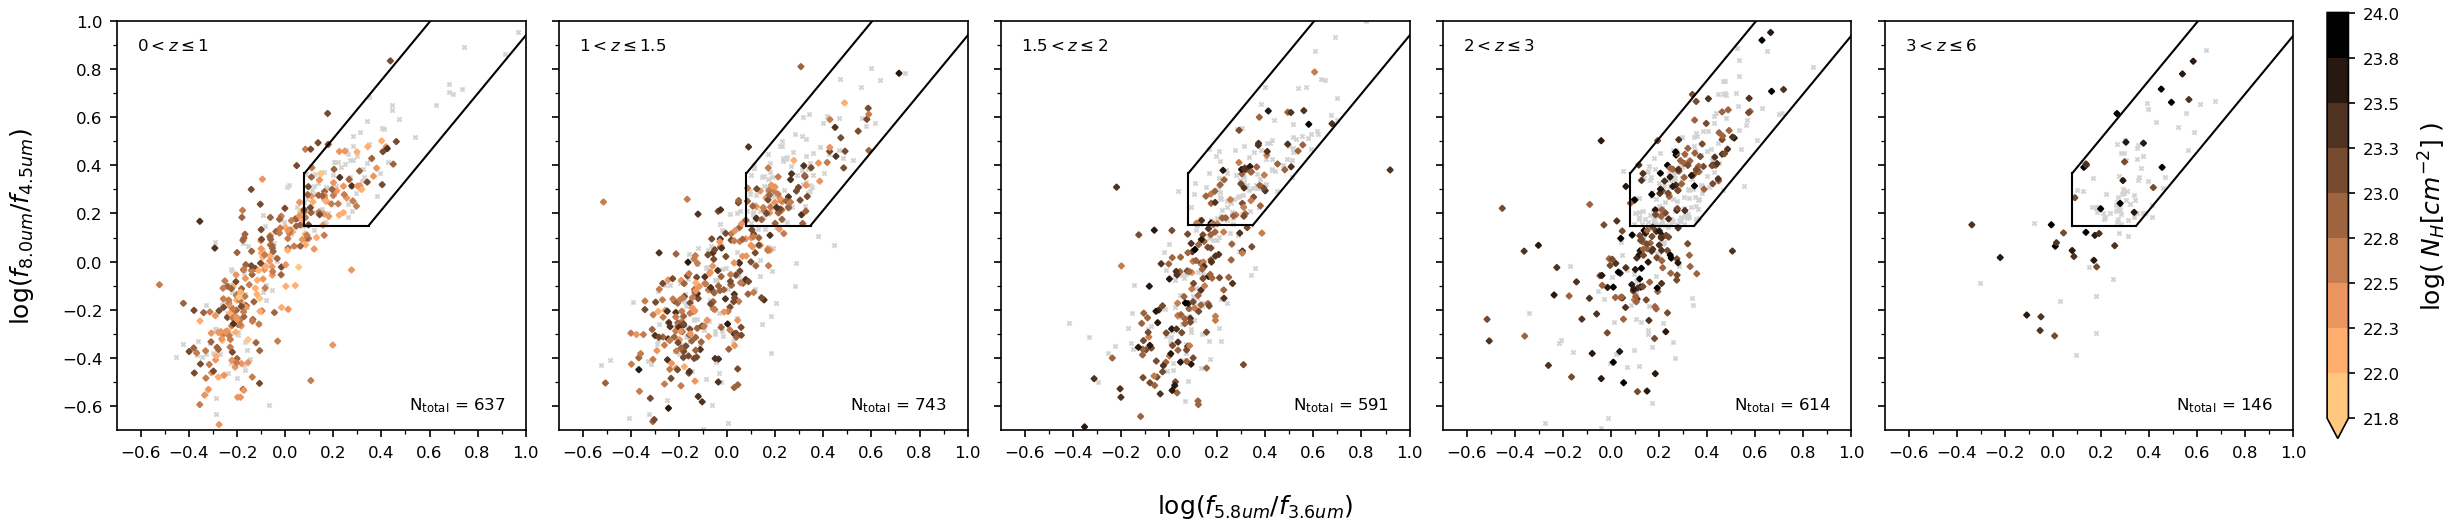 0 < z ≤ 1
1 < z ≤ 1.5
1.5 < z ≤ 2
2 < z ≤ 3
3 < z ≤ 6
N_total = 637
N_total = 743
N_total = 591
N_total = 614
N_total = 146
1.0
0.8
0.6
0.4
0.2
0.0
−0.2
−0.4
−0.6
log(f_8.0um/f_4.5um)
−0.6 −0.4 −0.2 0.0 0.2 0.4 0.6 0.8 1.0
−0.6 −0.4 −0.2 0.0 0.2 0.4 0.6 0.8 1.0
−0.6 −0.4 −0.2 0.0 0.2 0.4 0.6 0.8 1.0
−0.6 −0.4 −0.2 0.0 0.2 0.4 0.6 0.8 1.0
−0.6 −0.4 −0.2 0.0 0.2 0.4 0.6 0.8 1.0
log(f_5.8um/f_3.6um)
24.0
23.8
23.5
23.3
23.0
22.8
22.5
22.3
22.0
21.8
log( N_H[cm^−2] )